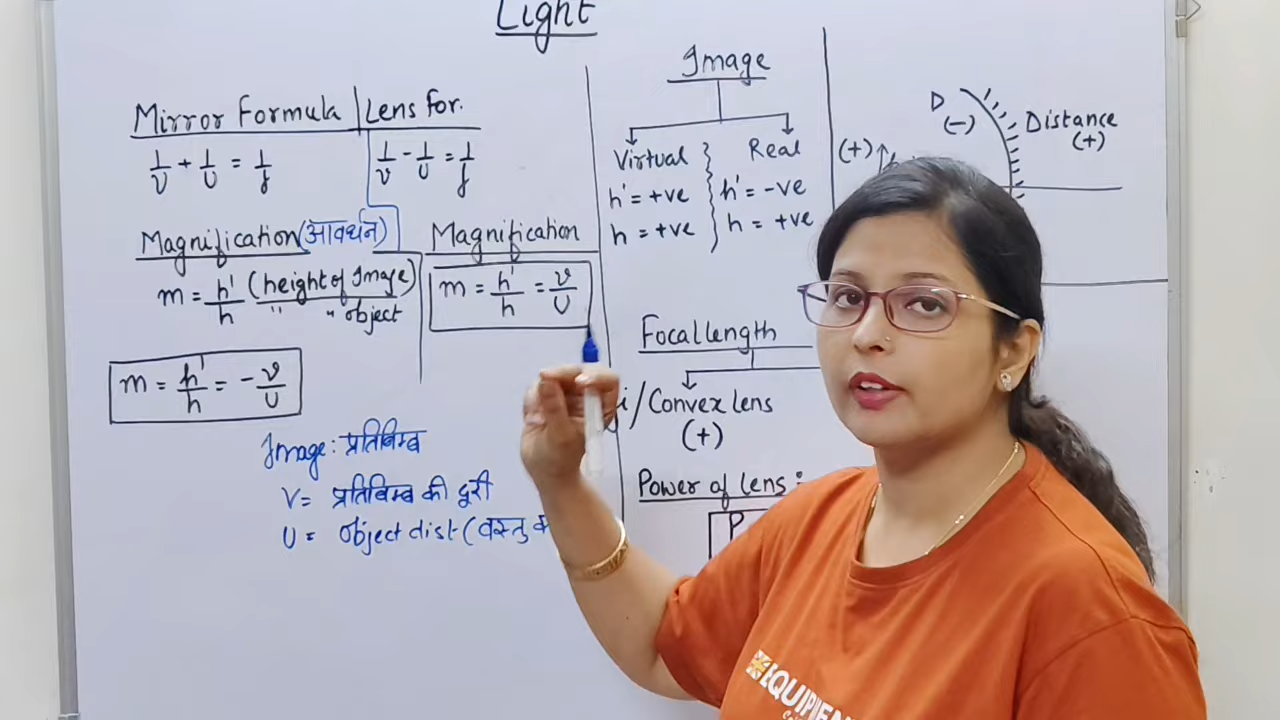 Light
Mirror Formula | Lens for.
1/v + 1/u = 1/f
1/v - 1/u = 1/f
Magnification (आवर्धन)
m = h'/h (height of Image) / " " object
m = h'/h = - v/u
Magnification
m = h'/h = v/u
Image: प्रतिबिम्ब
V = प्रतिबिम्ब की दूरी
U = object dist (वस्तु
Image
Virtual
h' = +ve
h = +ve
Real
h' = -ve
h = +ve
D
(-)
Distance
(+)
(+)
Focal length
/ Convex lens
(+)
Power of lens :
P
EQUIPMEN